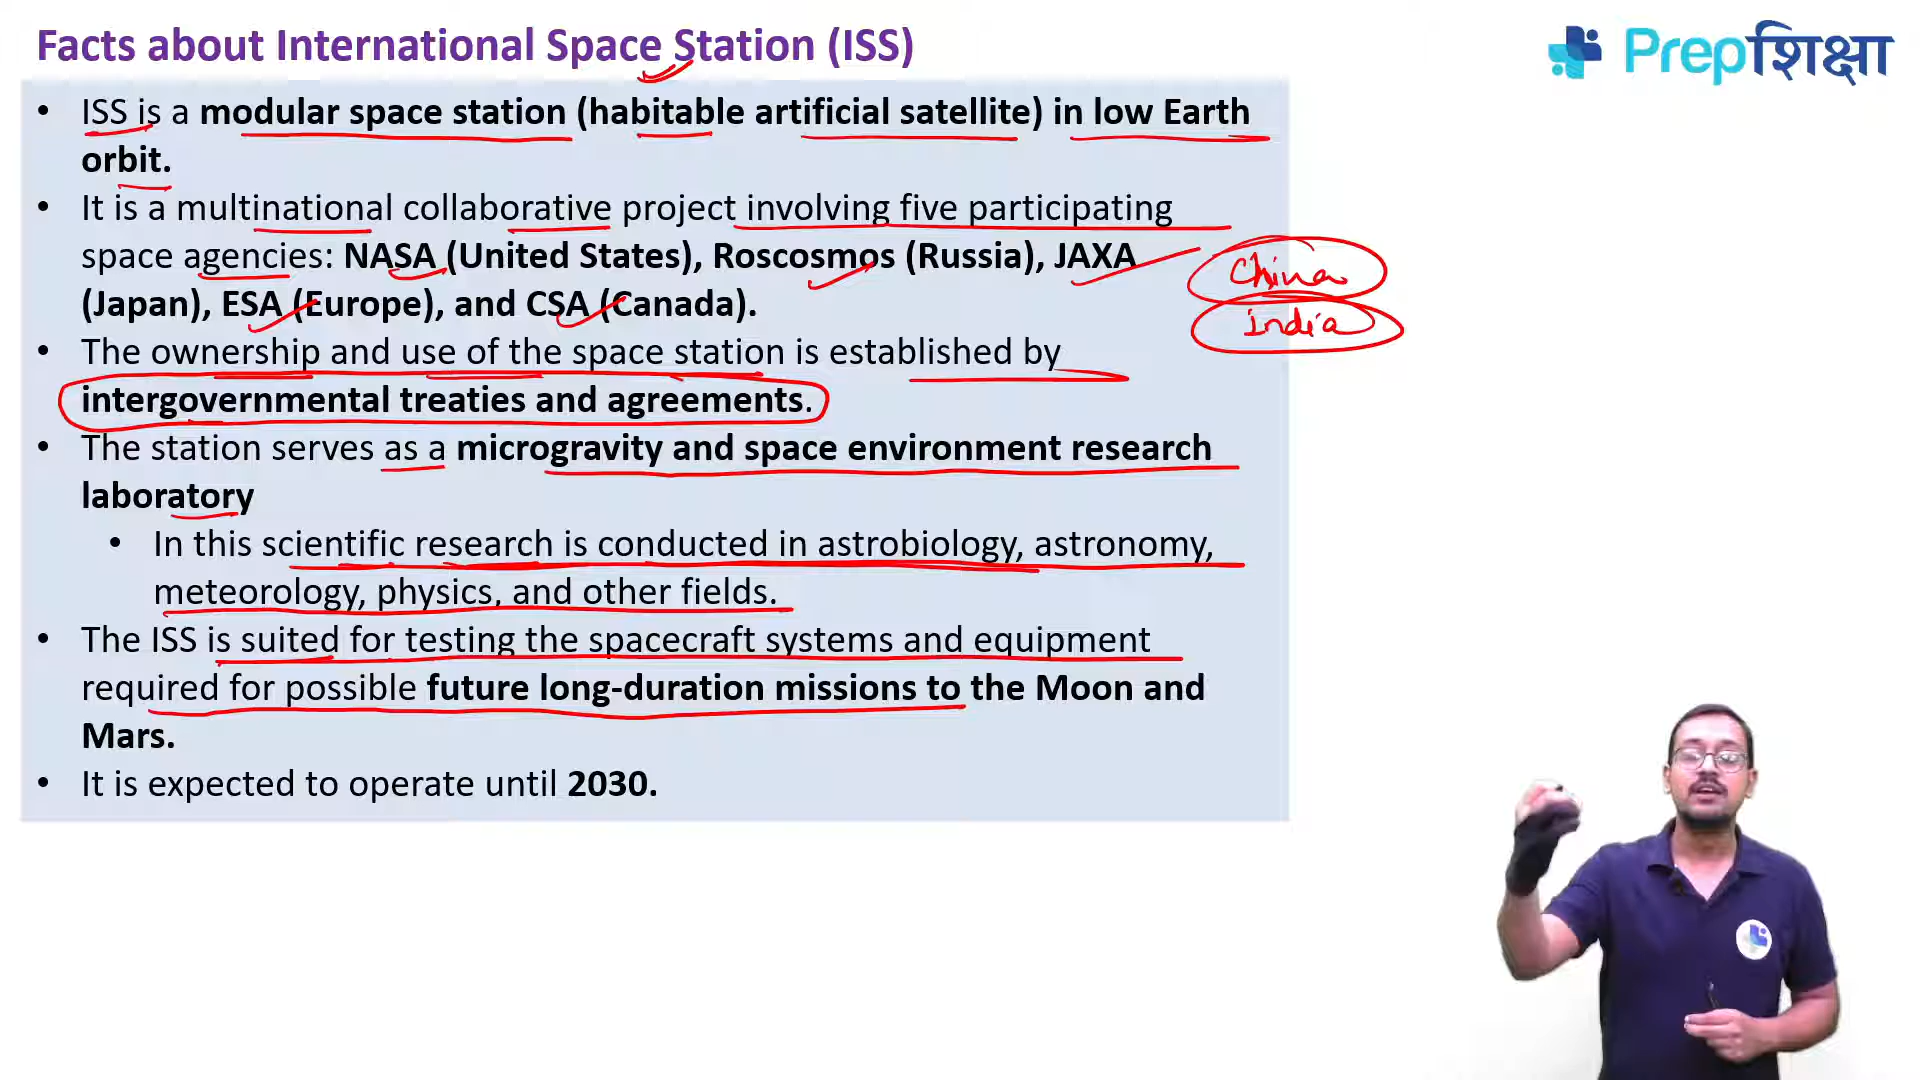 Facts about International Space Station (ISS)
Prepशिक्षा
• ISS is a modular space station (habitable artificial satellite) in low Earth
orbit.
• It is a multinational collaborative project involving five participating
space agencies: NASA (United States), Roscosmos (Russia), JAXA
(Japan), ESA (Europe), and CSA (Canada).
China
India
• The ownership and use of the space station is established by
intergovernmental treaties and agreements.
• The station serves as a microgravity and space environment research
laboratory
• In this scientific research is conducted in astrobiology, astronomy,
meteorology, physics, and other fields.
• The ISS is suited for testing the spacecraft systems and equipment
required for possible future long-duration missions to the Moon and
Mars.
• It is expected to operate until 2030.